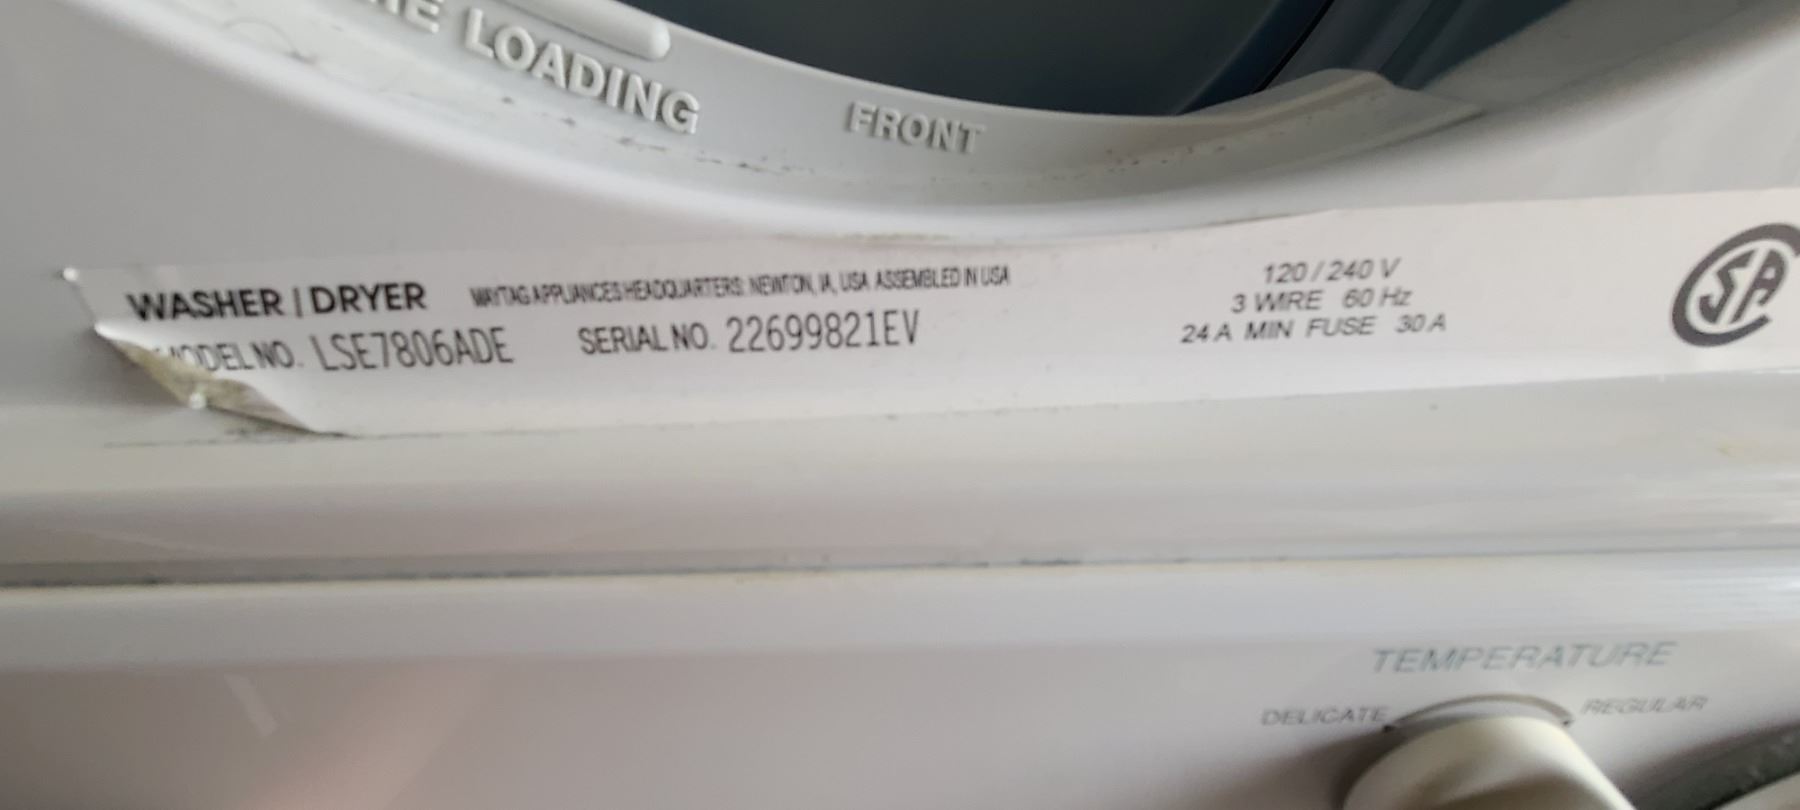 LOADING
FRONT
WASHER | DRYER MAYTAG APPLIANCES HEADQUARTERS: NEWTON, IA, USA ASSEMBLED IN USA
MODEL NO. LSE7806ADE SERIAL NO. 22699821EV
120 / 240 V
3 WIRE 60 Hz
24 A MIN FUSE 30 A
SA
TEMPERATURE
DELICATE REGULAR